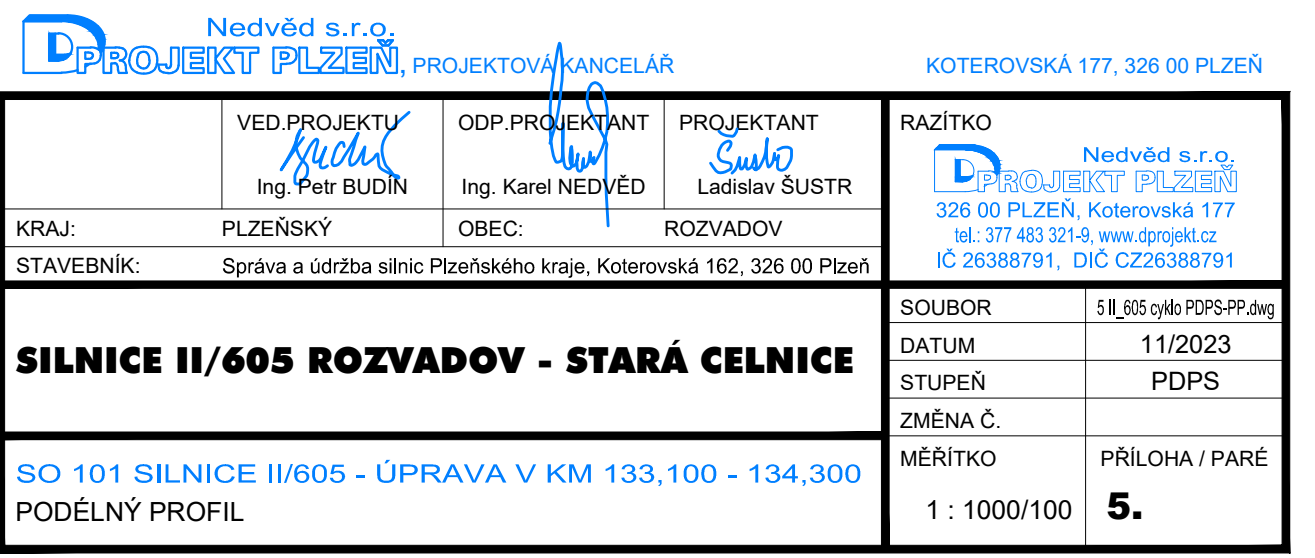 Nedvěd s.r.o.
DPROJEKT PLZEŇ, PROJEKTOVÁ KANCELÁŘ
KOTEROVSKÁ 177, 326 00 PLZEŇ
VED.PROJEKTU
ODP.PROJEKTANT
PROJEKTANT
Ing. Petr BUDÍN
Ing. Karel NEDVĚD
Ladislav ŠUSTR
KRAJ: PLZEŇSKÝ OBEC: ROZVADOV
STAVEBNÍK: Správa a údržba silnic Plzeňského kraje, Koterovská 162, 326 00 Plzeň
RAZÍTKO
Nedvěd s.r.o.
DPROJEKT PLZEŇ
326 00 PLZEŇ, Koterovská 177
tel.: 377 483 321-9, www.dprojekt.cz
IČ 26388791, DIČ CZ26388791
SILNICE II/605 ROZVADOV - STARÁ CELNICE
SO 101 SILNICE II/605 - ÚPRAVA V KM 133,100 - 134,300
PODÉLNÝ PROFIL
SOUBOR 5 II_605 cyklo PDPS-PP.dwg
DATUM 11/2023
STUPEŇ PDPS
ZMĚNA Č.
MĚŘÍTKO PŘÍLOHA / PARÉ
1 : 1000/100 5.